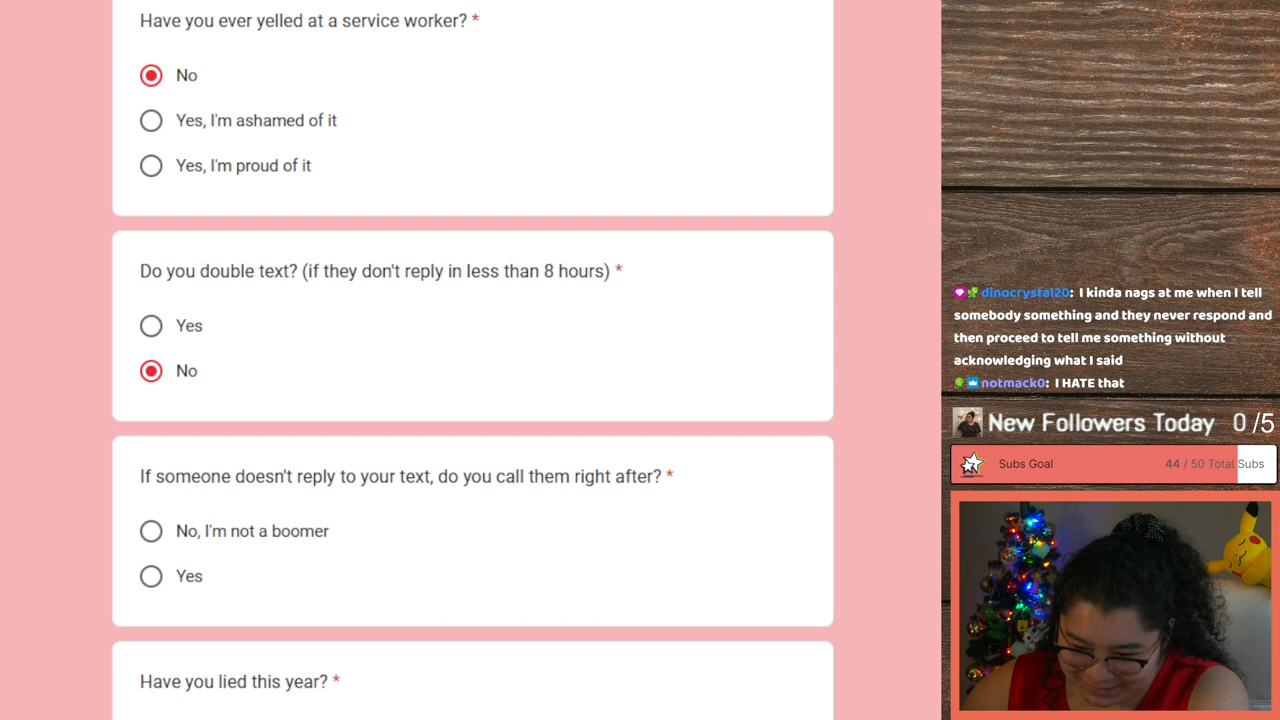 Have you ever yelled at a service worker? *
No
Yes, I'm ashamed of it
Yes, I'm proud of it
Do you double text? (if they don't reply in less than 8 hours) *
Yes
No
If someone doesn't reply to your text, do you call them right after? *
No, I'm not a boomer
Yes
Have you lied this year? *
dinocrystal20: I kinda nags at me when I tell
somebody something and they never respond and
then proceed to tell me something without
acknowledging what I said
notmack0: I HATE that
New Followers Today 0 /5
Subs Goal 44 / 50 Total Subs